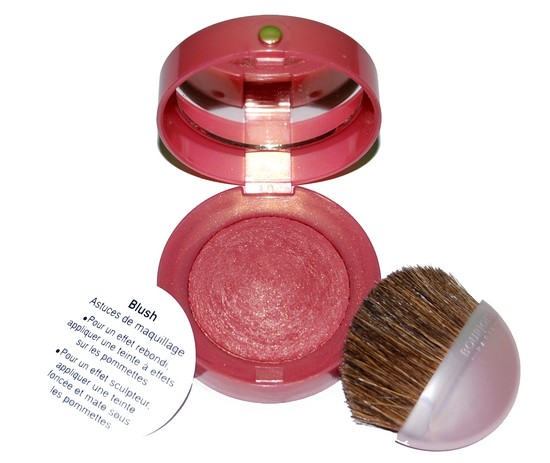 Blush
Astuces de maquillage
•Pour un effet rebondi,
appliquer une teinte à effets
sur les pommettes
•Pour un effet sculpteur,
appliquer une teinte
foncée et mate sous
les pommettes
BOURJOIS